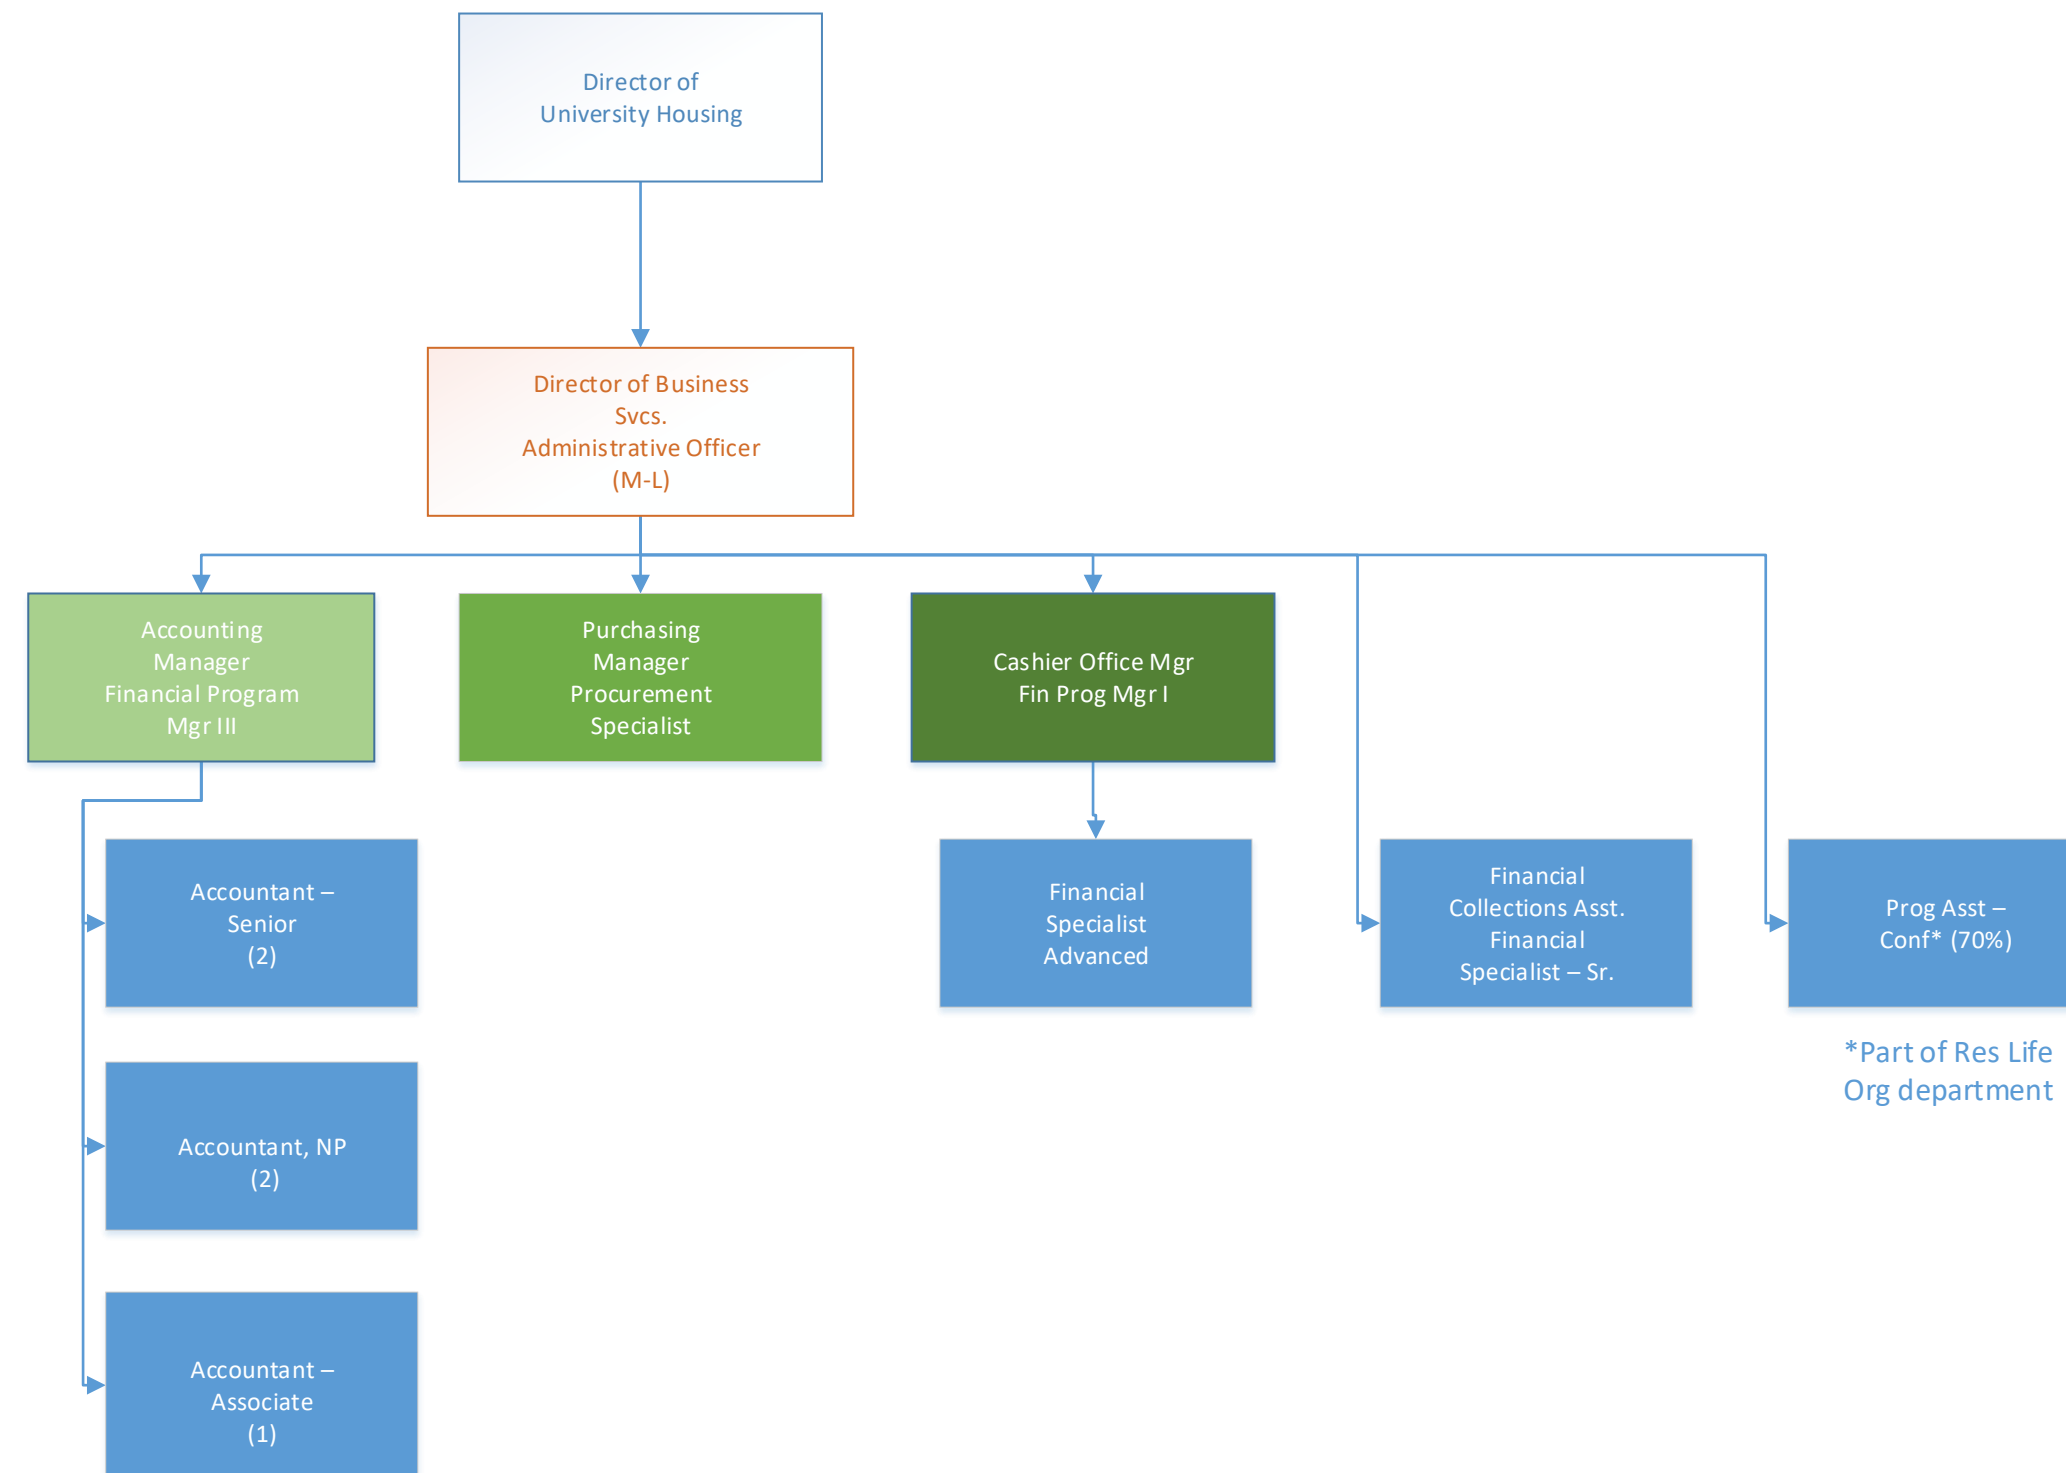 Director of
University Housing
Director of Business
Svcs.
Administrative Officer
(M-L)
Accounting
Manager
Financial Program
Mgr III
Purchasing
Manager
Procurement
Specialist
Cashier Office Mgr
Fin Prog Mgr I
Accountant –
Senior
(2)
Financial
Specialist
Advanced
Financial
Collections Asst.
Financial
Specialist – Sr.
Prog Asst –
Conf* (70%)
*Part of Res Life
Org department
Accountant, NP
(2)
Accountant –
Associate
(1)